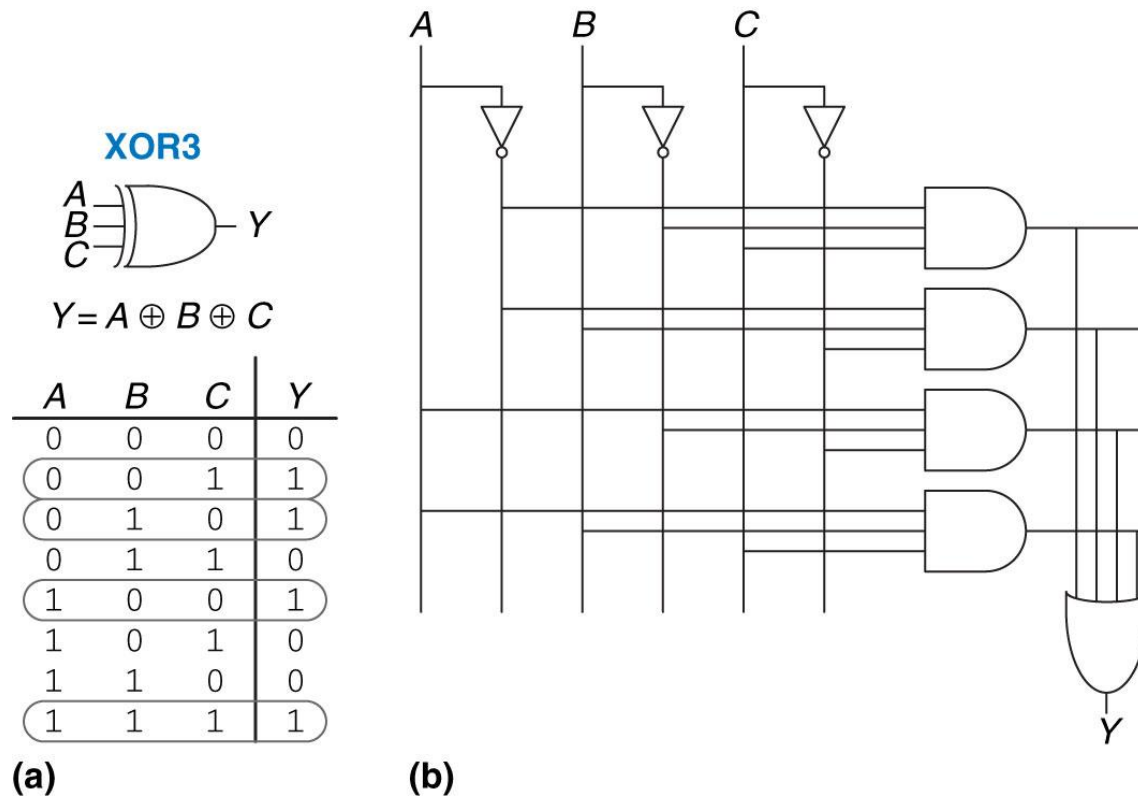 XOR3
A
B
C
Y
Y = A ⊕ B ⊕ C
A B C Y
0 0 0 0
0 0 1 1
0 1 0 1
0 1 1 0
1 0 0 1
1 0 1 0
1 1 0 0
1 1 1 1
(a)
A B C
Y
(b)